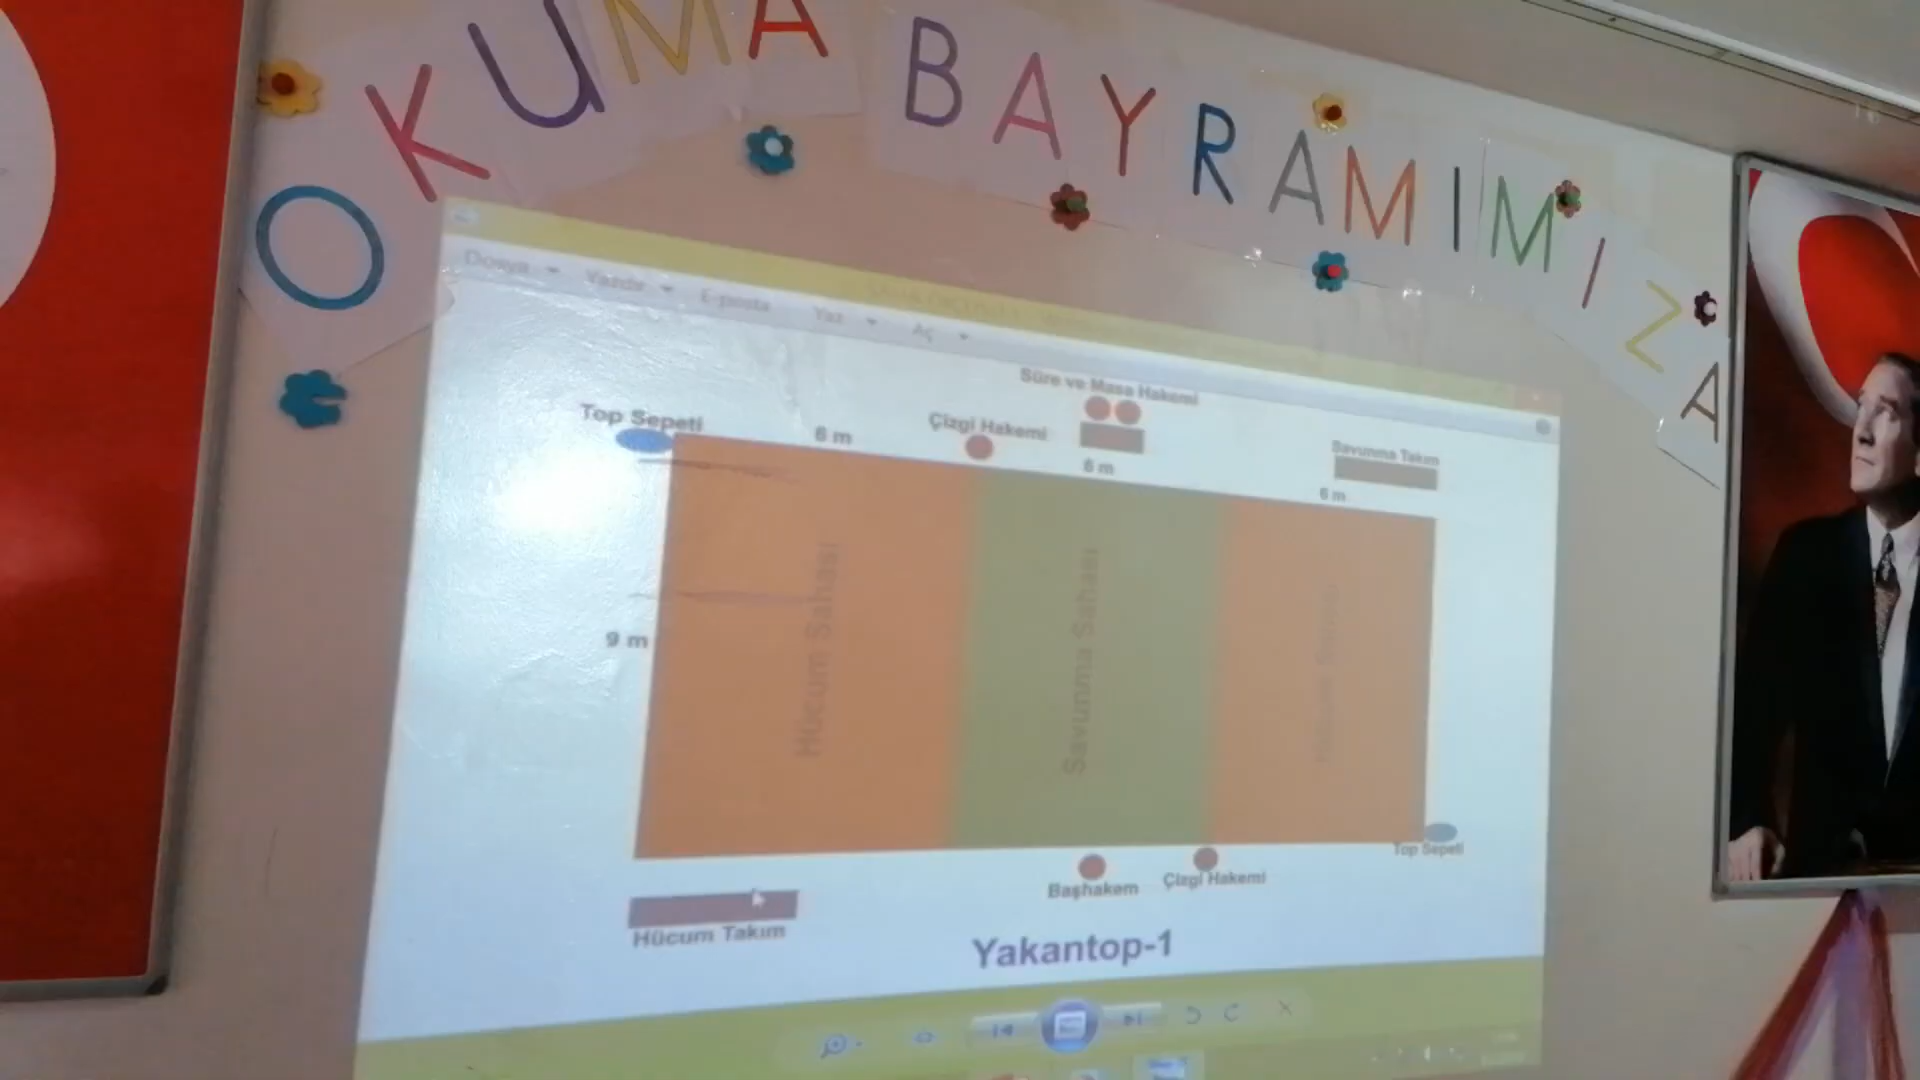 OKUMA BAYRAMIMIZA
Dosya Yazdır E-posta Yaz Aç
Süre ve Masa Hakemi
Top Sepeti
6 m
Çizgi Hakemi
6 m
Savunma Takım
6 m
Hücum Sahası
Savunma Sahası
9 m
Top Sepeti
Başhakem
Çizgi Hakemi
Hücum Takım
Yakantop-1